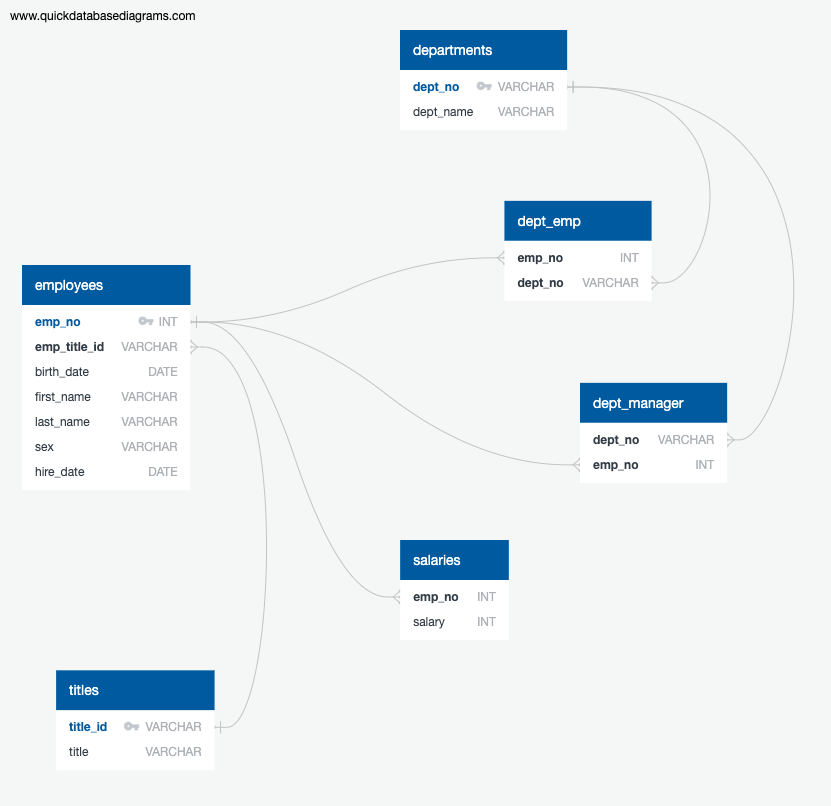 www.quickdatabasediagrams.com
departments
dept_no VARCHAR
dept_name VARCHAR
dept_emp
emp_no INT
dept_no VARCHAR
employees
emp_no INT
emp_title_id VARCHAR
birth_date DATE
first_name VARCHAR
last_name VARCHAR
sex VARCHAR
hire_date DATE
dept_manager
dept_no VARCHAR
emp_no INT
salaries
emp_no INT
salary INT
titles
title_id VARCHAR
title VARCHAR